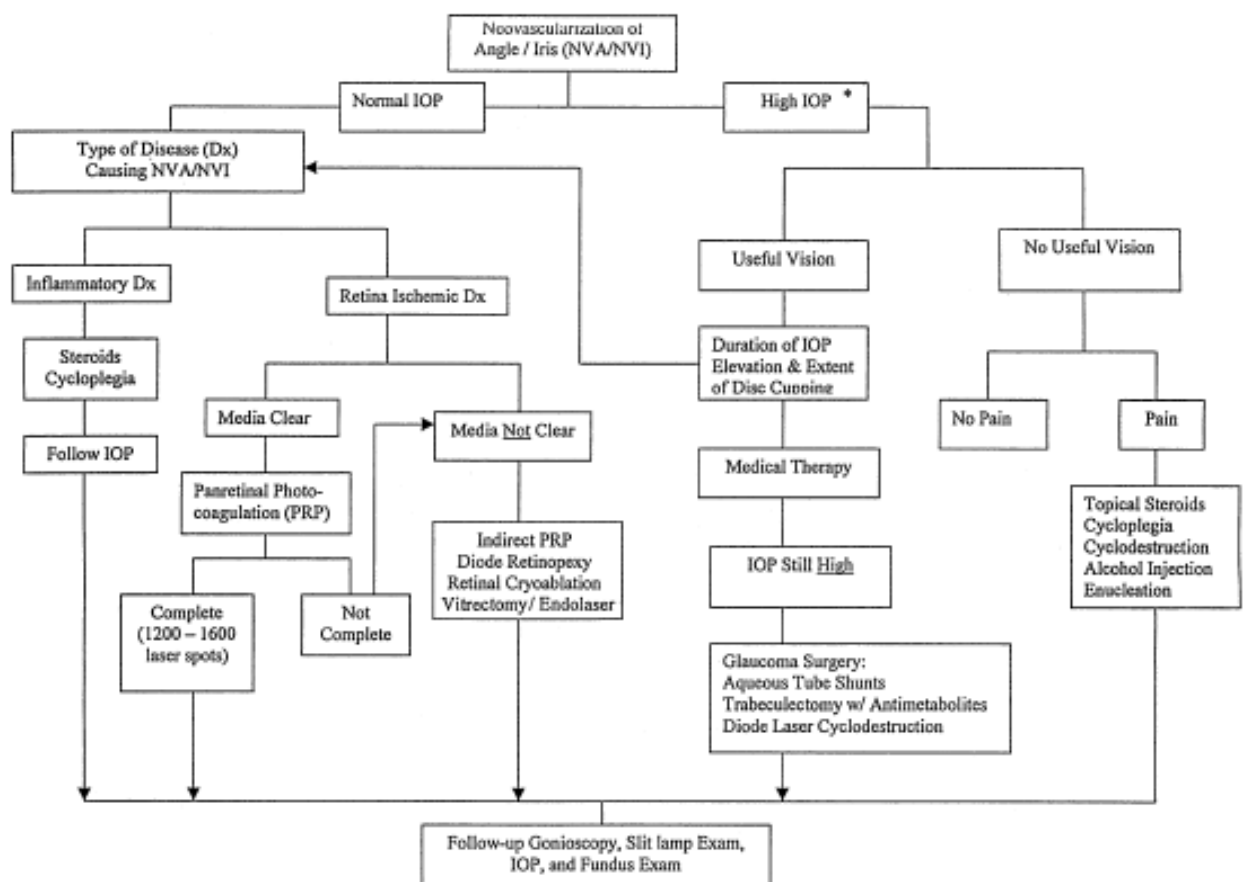 Neovascularization of
Angle / Iris (NVA/NVI)
Normal IOP
High IOP *
Type of Disease (Dx)
Causing NVA/NVI
Useful Vision
No Useful Vision
Inflammatory Dx
Retina Ischemic Dx
Steroids
Cycloplegia
Duration of IOP
Elevation & Extent
of Disc Cupping
Media Clear
Media Not Clear
No Pain
Pain
Follow IOP
Medical Therapy
Panretinal Photo-
coagulation (PRP)
Indirect PRP
Diode Retinopexy
Retinal Cryoablation
Vitrectomy/ Endolaser
Topical Steroids
Cycloplegia
Cyclodestruction
Alcohol Injection
Enucleation
IOP Still High
Complete
(1200 – 1600
laser spots)
Not
Complete
Glaucoma Surgery:
Aqueous Tube Shunts
Trabeculectomy w/ Antimetabolites
Diode Laser Cyclodestruction
Follow-up Gonioscopy, Slit lamp Exam,
IOP, and Fundus Exam